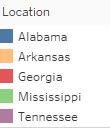 Location
Alabama
Arkansas
Georgia
Mississippi
Tennessee